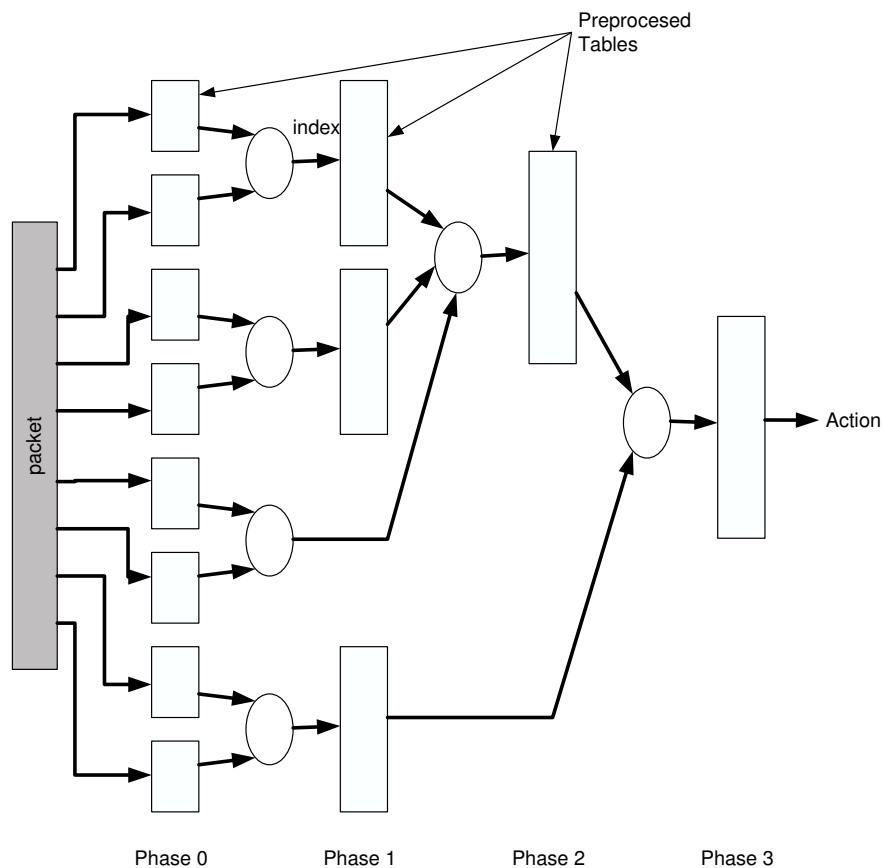 Preprocesed
Tables
index
packet
Action
Phase 0
Phase 1
Phase 2
Phase 3